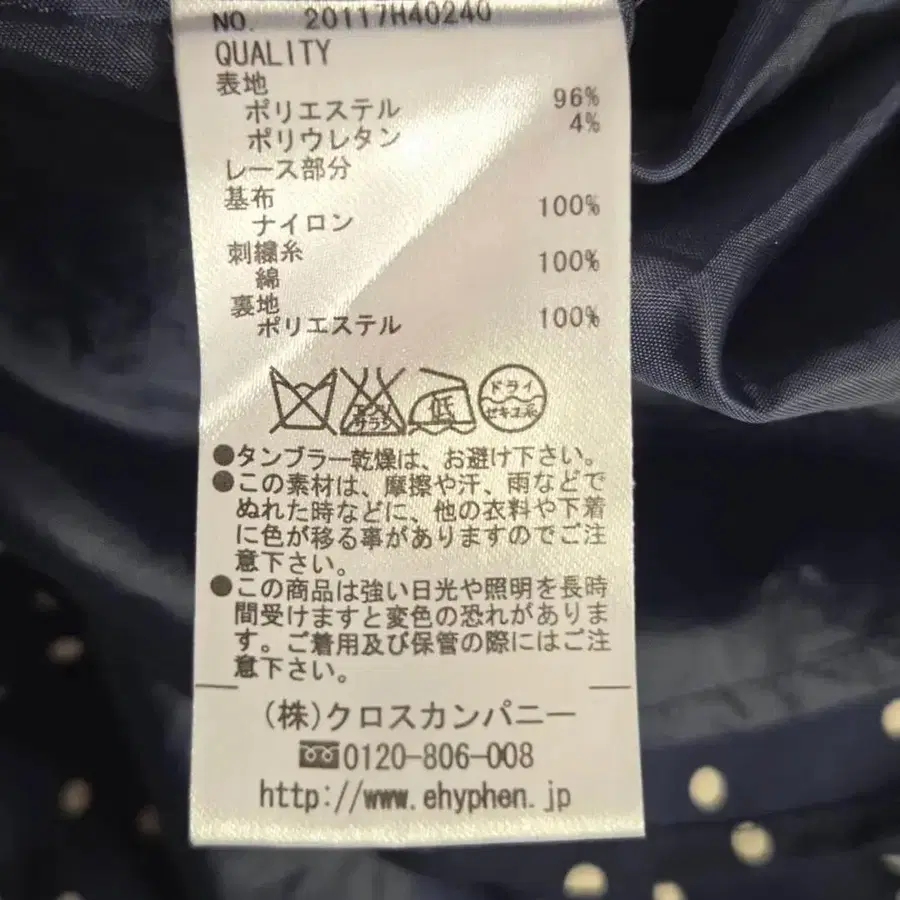 NO. 20117H40240
QUALITY
表地
ポリエステル 96%
ポリウレタン 4%
レース部分
基布
ナイロン 100%
刺繍糸
綿 100%
裏地
ポリエステル 100%
エンソサラシ
低
ドライ
セキユ系
●タンブラー乾燥は、お避け下さい。
●この素材は、摩擦や汗、雨などで
ぬれた時などに、他の衣料や下着
に色が移る事がありますのでご注
意下さい。
●この商品は強い日光や照明を長時
間受けますと変色の恐れがありま
す。ご着用及び保管の際にはご注
意下さい。
(株)クロスカンパニー
0120-806-008
http://www.ehyphen.jp